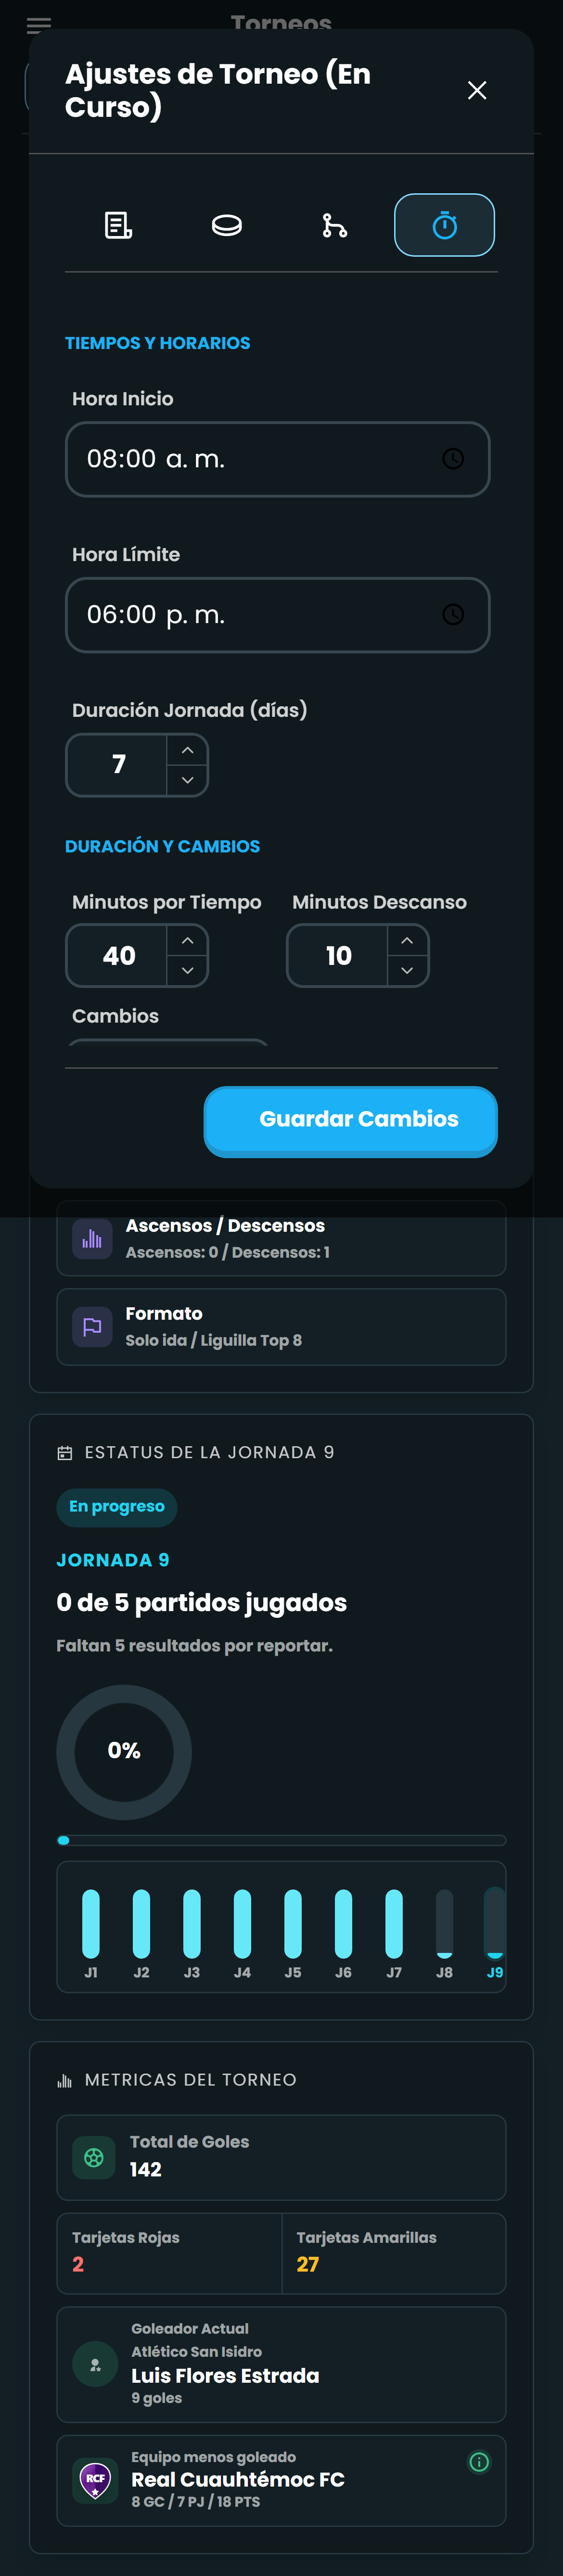 Torneos
Ajustes de Torneo (En
Curso)
TIEMPOS Y HORARIOS
Hora Inicio
08:00 a. m.
Hora Límite
06:00 p. m.
Duración Jornada (días)
7
DURACIÓN Y CAMBIOS
Minutos por Tiempo Minutos Descanso
40 10
Cambios
Guardar Cambios
Ascensos / Descensos
Ascensos: 0 / Descensos: 1
Formato
Solo ida / Liguilla Top 8
ESTATUS DE LA JORNADA 9
En progreso
JORNADA 9
0 de 5 partidos jugados
Faltan 5 resultados por reportar.
0%
J1 J2 J3 J4 J5 J6 J7 J8 J9
METRICAS DEL TORNEO
Total de Goles
142
Tarjetas Rojas Tarjetas Amarillas
2 27
Goleador Actual
Atlético San Isidro
Luis Flores Estrada
9 goles
Equipo menos goleado
RCF Real Cuauhtémoc FC
8 GC / 7 PJ / 18 PTS